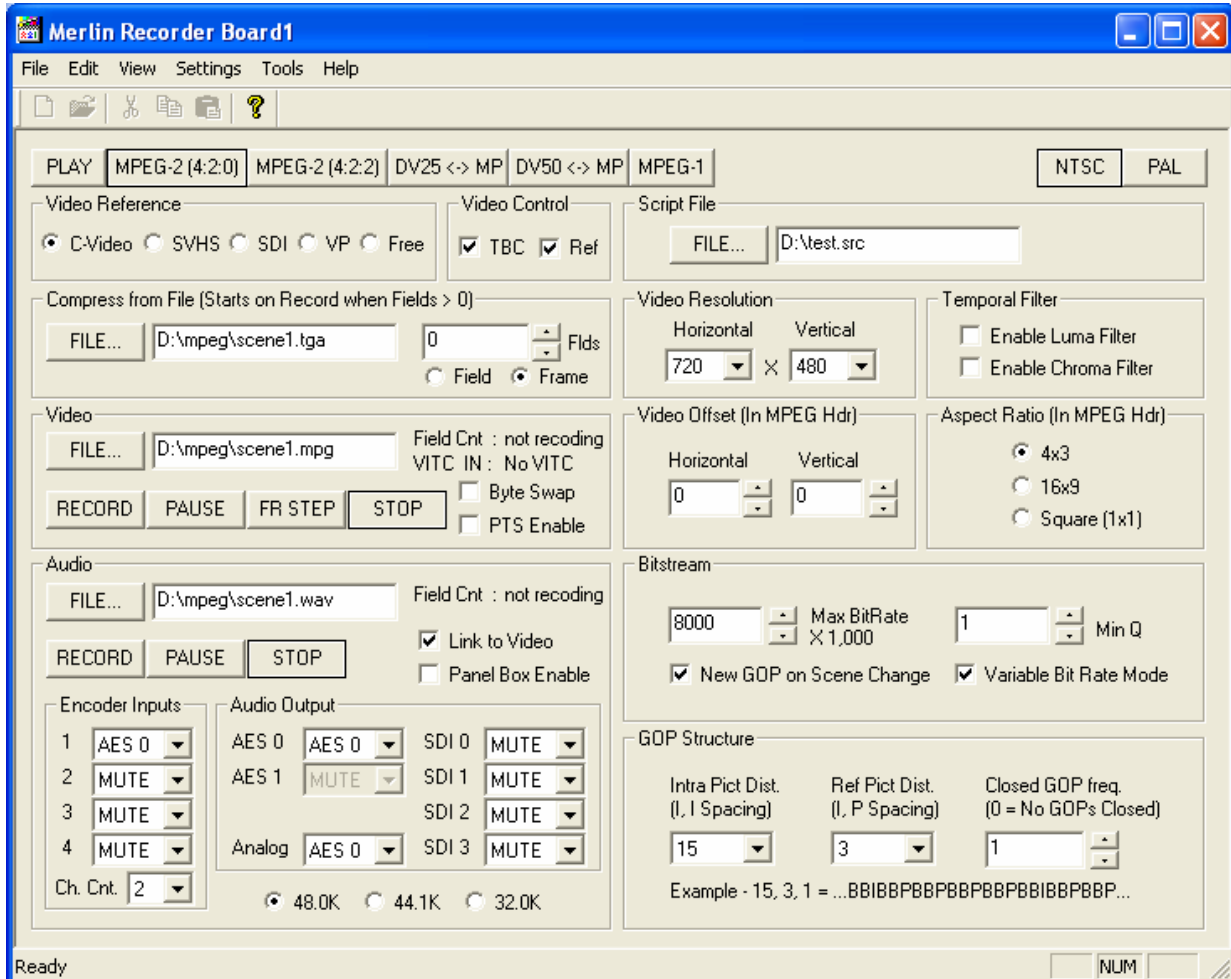 Merlin Recorder Board1
File Edit View Settings Tools Help
PLAY MPEG-2 (4:2:0) MPEG-2 (4:2:2) DV25 <-> MP DV50 <-> MP MPEG-1 NTSC PAL
Video Reference
C-Video SVHS SDI VP Free
Video Control
TBC Ref
Script File
FILE... D:\test.src
Compress from File (Starts on Record when Fields > 0)
FILE... D:\mpeg\scene1.tga 0 Flds
Field Frame
Video Resolution
Horizontal Vertical
720 X 480
Temporal Filter
Enable Luma Filter
Enable Chroma Filter
Video
FILE... D:\mpeg\scene1.mpg Field Cnt : not recoding
VITC IN : No VITC
Byte Swap
RECORD PAUSE FR STEP STOP
PTS Enable
Video Offset (In MPEG Hdr)
Horizontal Vertical
0 0
Aspect Ratio (In MPEG Hdr)
4x3
16x9
Square (1x1)
Audio
FILE... D:\mpeg\scene1.wav Field Cnt : not recoding
Link to Video
RECORD PAUSE STOP
Panel Box Enable
Encoder Inputs
1 AES 0
2 MUTE
3 MUTE
4 MUTE
Ch. Cnt. 2
Audio Output
AES 0 AES 0 SDI 0 MUTE
AES 1 MUTE SDI 1 MUTE
SDI 2 MUTE
Analog AES 0 SDI 3 MUTE
48.0K 44.1K 32.0K
Bitstream
8000 Max BitRate
X 1,000
1 Min Q
New GOP on Scene Change Variable Bit Rate Mode
GOP Structure
Intra Pict Dist. Ref Pict Dist. Closed GOP freq.
(I, I Spacing) (I, P Spacing) (0 = No GOPs Closed)
15 3 1
Example - 15, 3, 1 = ...BBIBBPBBPBBPBBPBBIBBPBBP...
Ready NUM